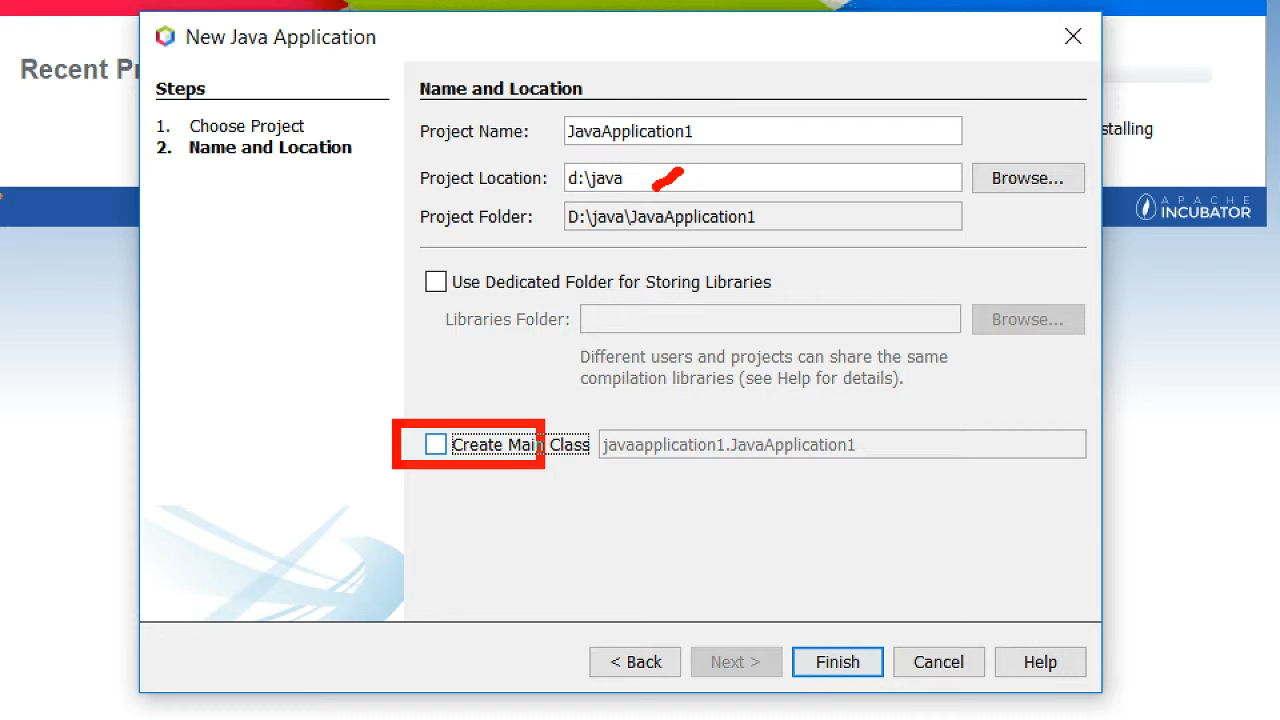 New Java Application
Recent Pr
Steps
1. Choose Project
2. Name and Location
Name and Location
Project Name: JavaApplication1
Project Location: d:\java Browse...
Project Folder: D:\java\JavaApplication1
Use Dedicated Folder for Storing Libraries
Libraries Folder: Browse...
Different users and projects can share the same
compilation libraries (see Help for details).
Create Main Class javaapplication1.JavaApplication1
< Back Next > Finish Cancel Help
stalling
APACHE
INCUBATOR